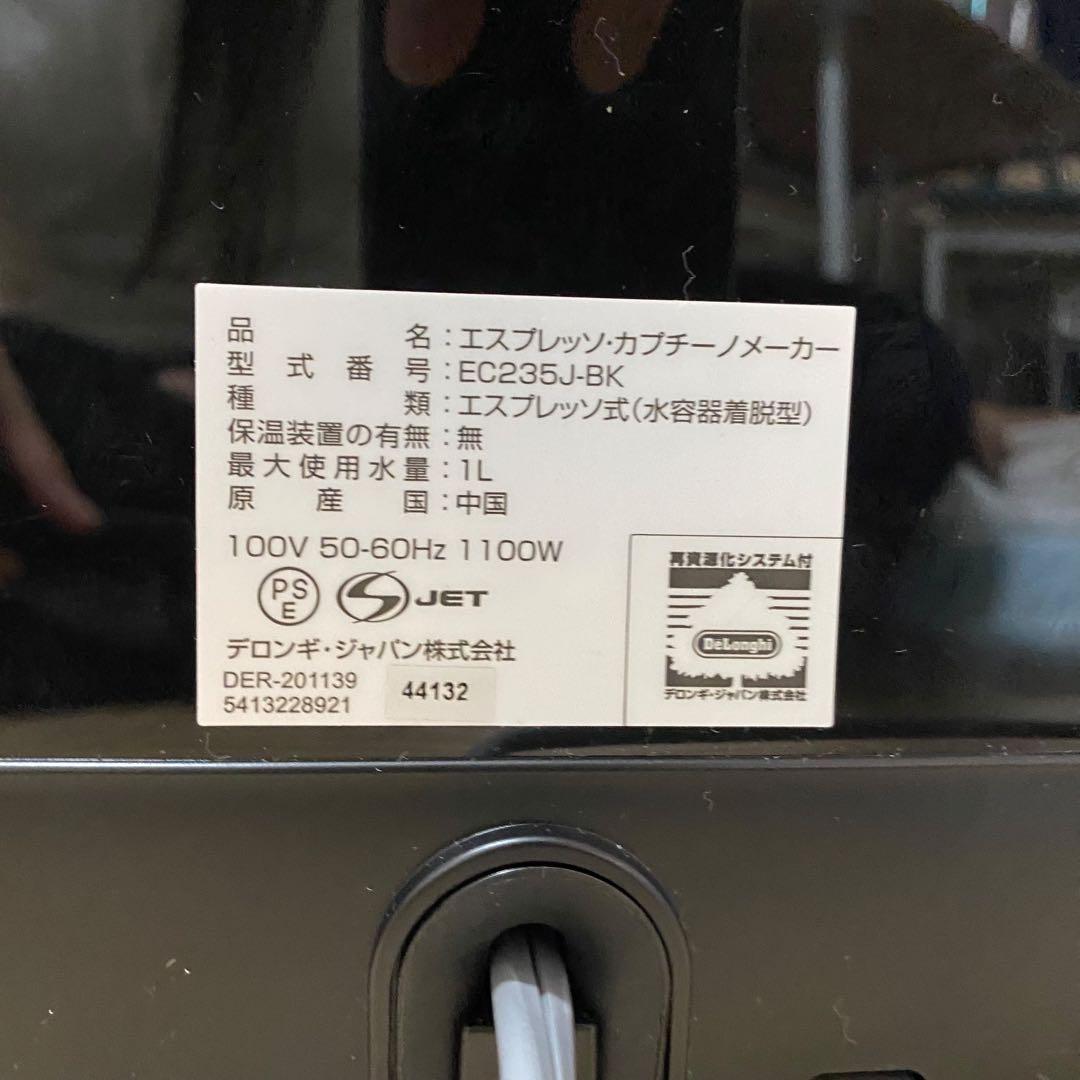 品名：エスプレッソ・カプチーノメーカー
型式番号：EC235J-BK
種類：エスプレッソ式(水容器着脱型)
保温装置の有無：無
最大使用水量：1L
原産国：中国
100V 50-60Hz 1100W
PS
E
JET
デロンギ・ジャパン株式会社
DER-201139
5413228921
44132
再資源化システム付
DeLonghi
デロンギ・ジャパン株式会社